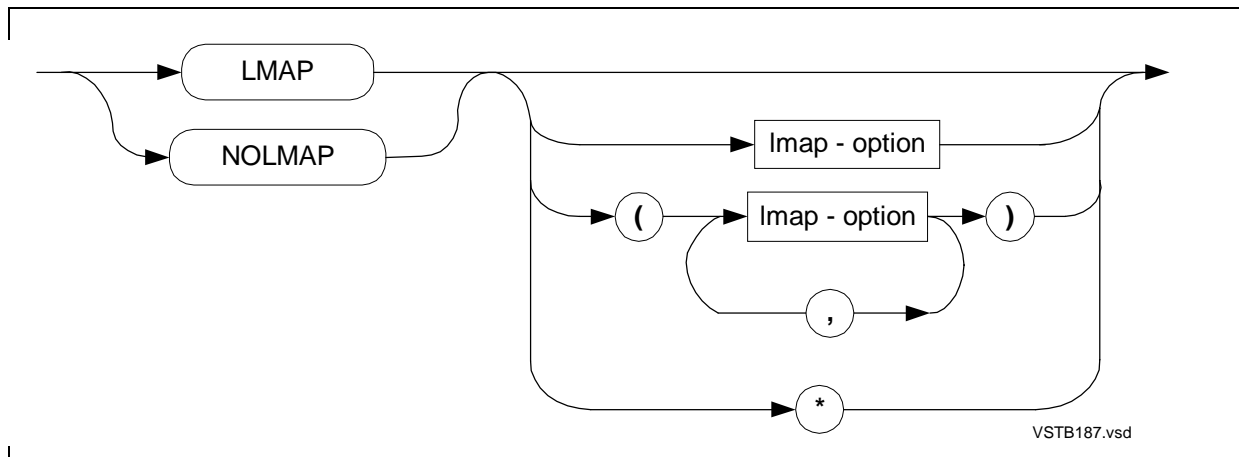 LMAP
NOLMAP
lmap - option
( lmap - option )
,
*
VSTB187.vsd